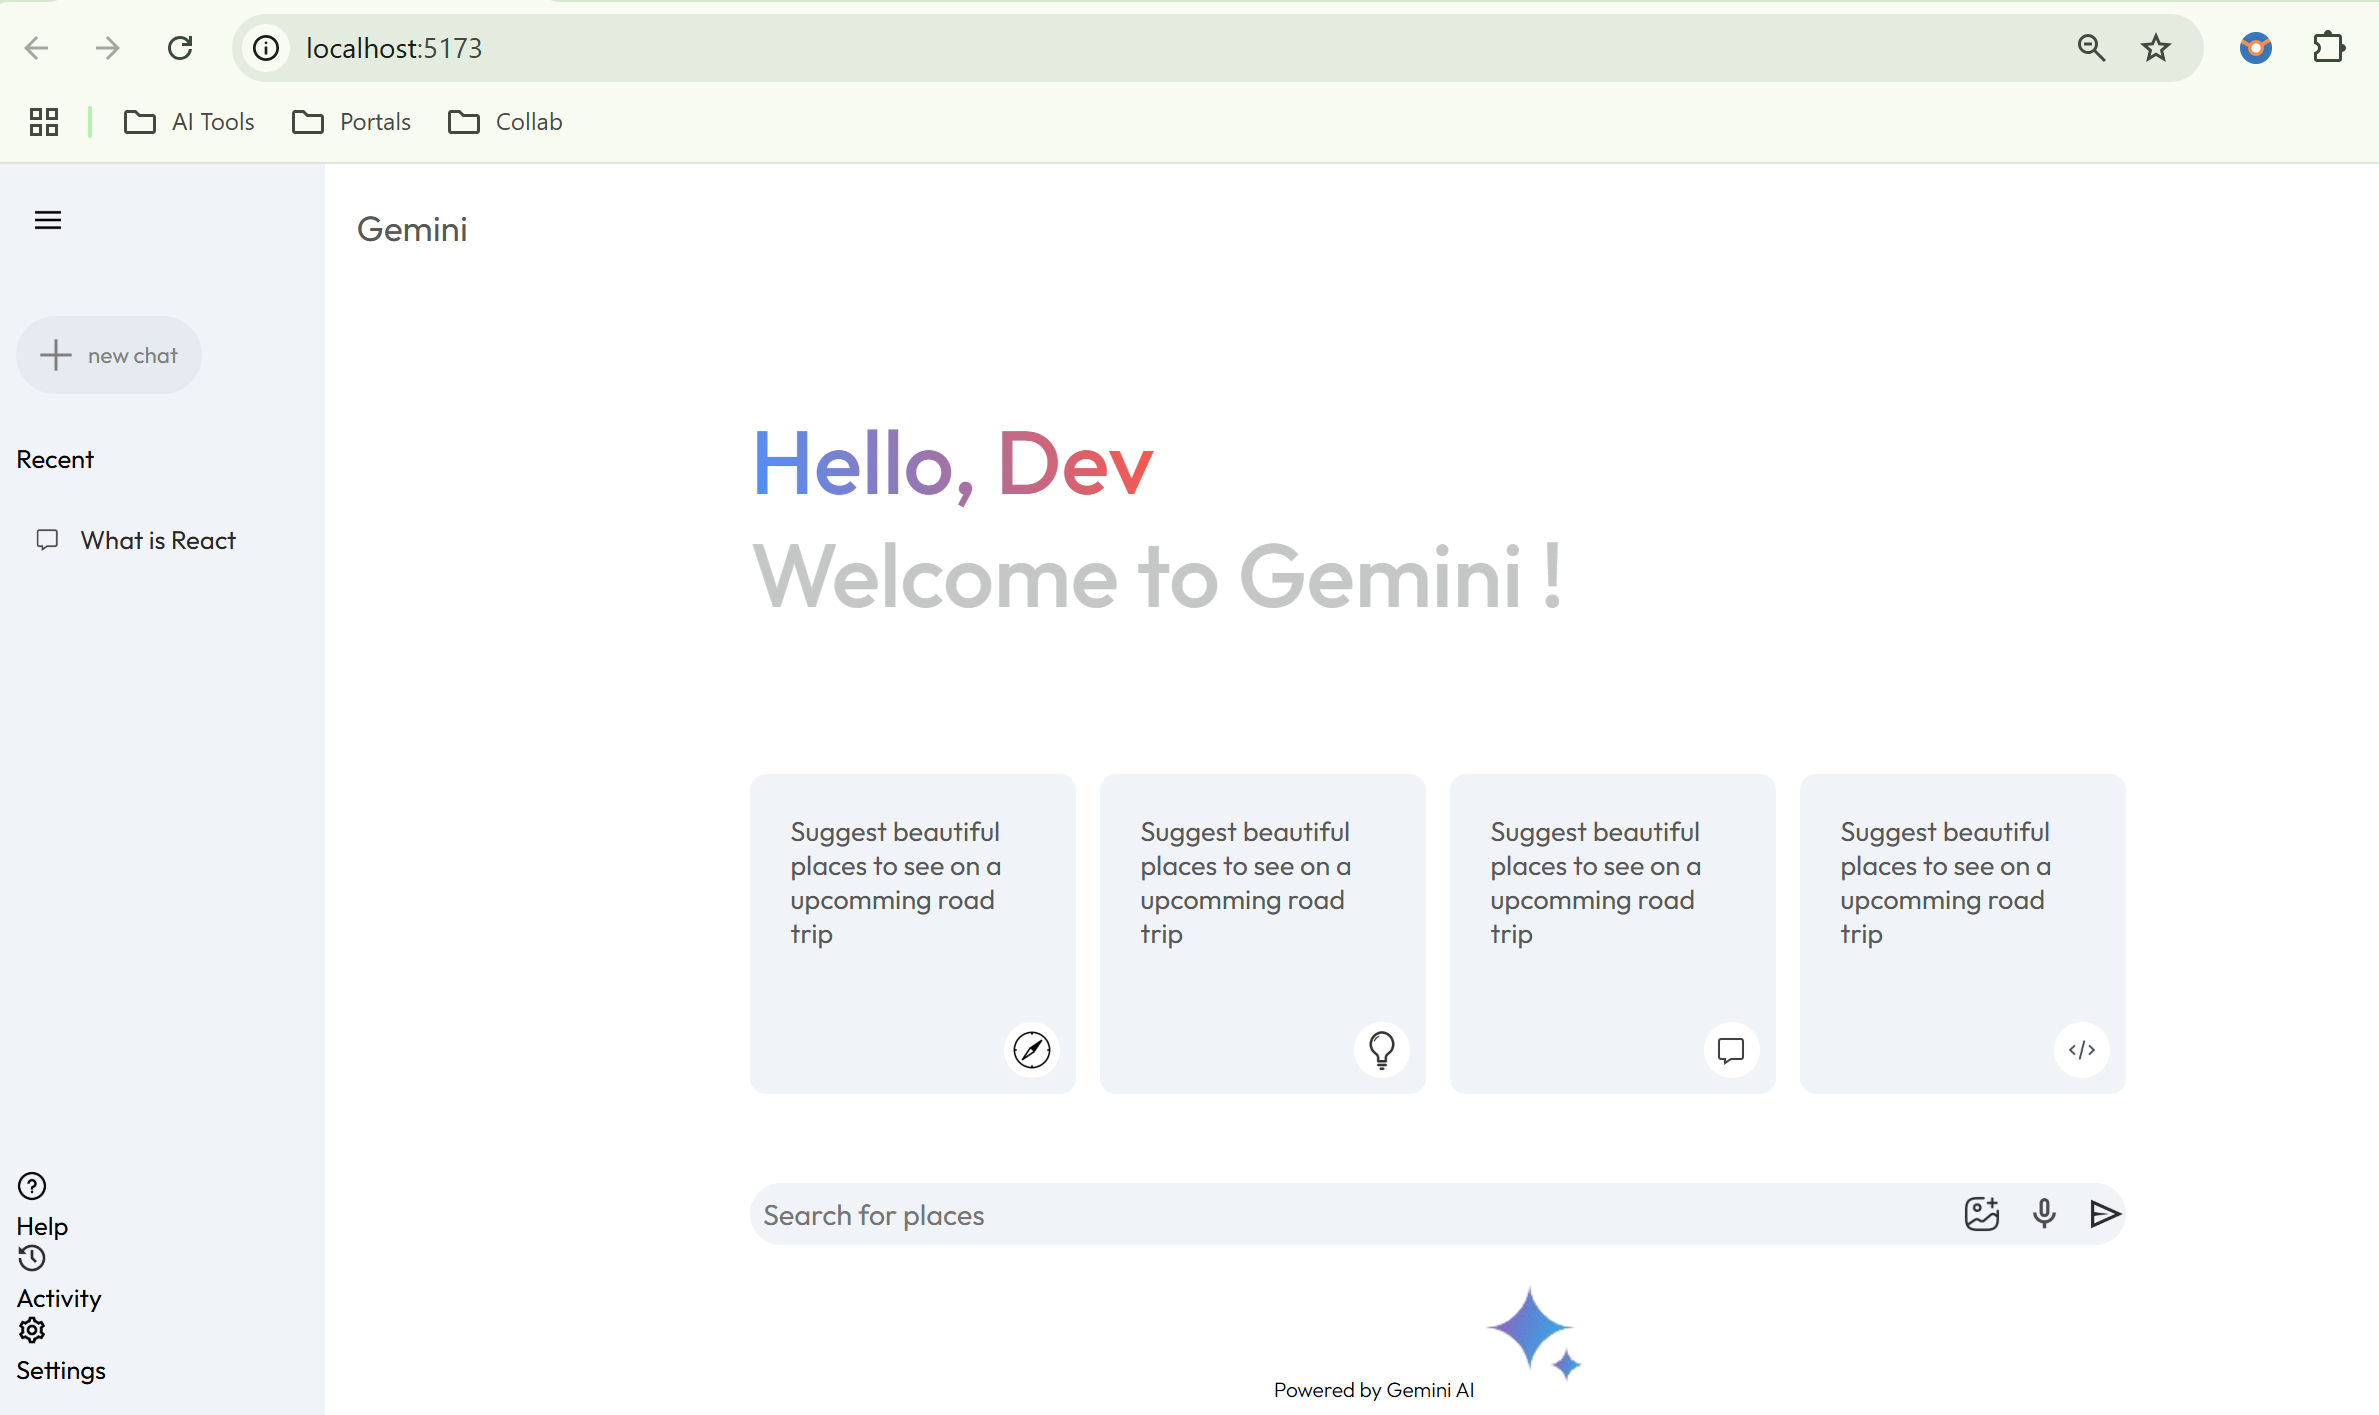 localhost:5173
AI Tools
Portals
Collab
Gemini
new chat
Recent
What is React
Hello, Dev
Welcome to Gemini !
Suggest beautiful
places to see on a
upcomming road
trip
Suggest beautiful
places to see on a
upcomming road
trip
Suggest beautiful
places to see on a
upcomming road
trip
Suggest beautiful
places to see on a
upcomming road
trip
Search for places
Help
Activity
Settings
Powered by Gemini AI